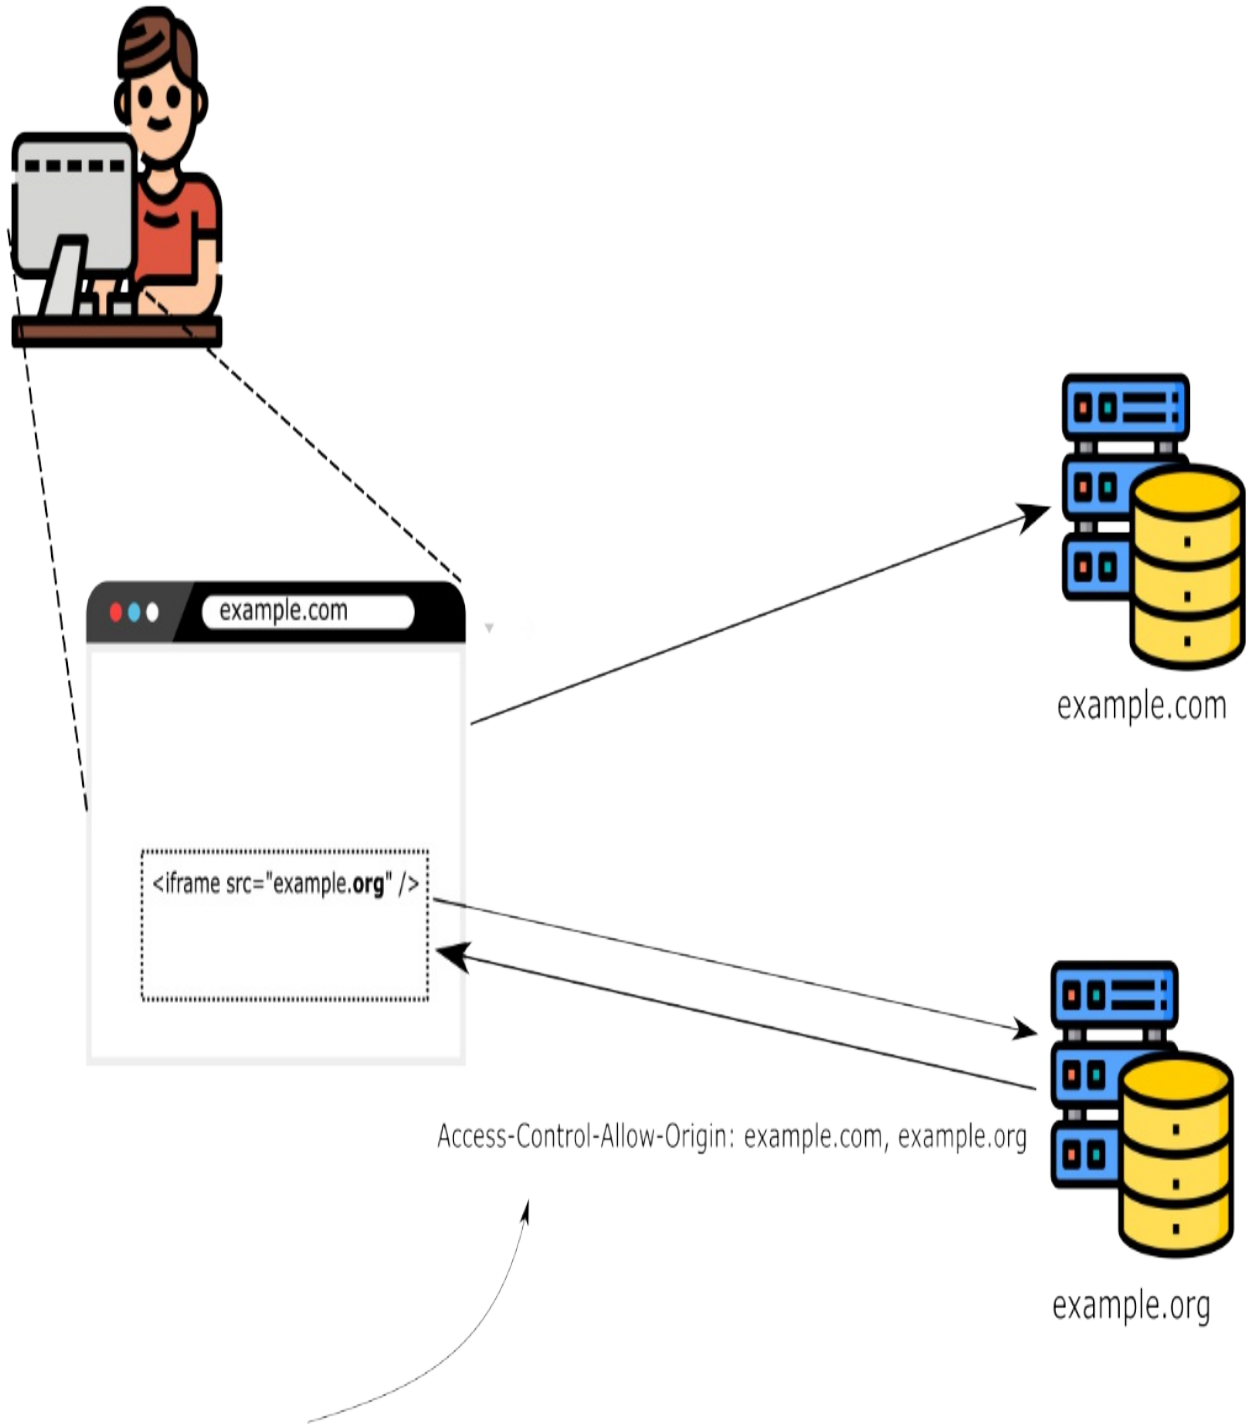 example.com
example.com
<iframe src="example.org" />
Access-Control-Allow-Origin: example.com, example.org
example.org